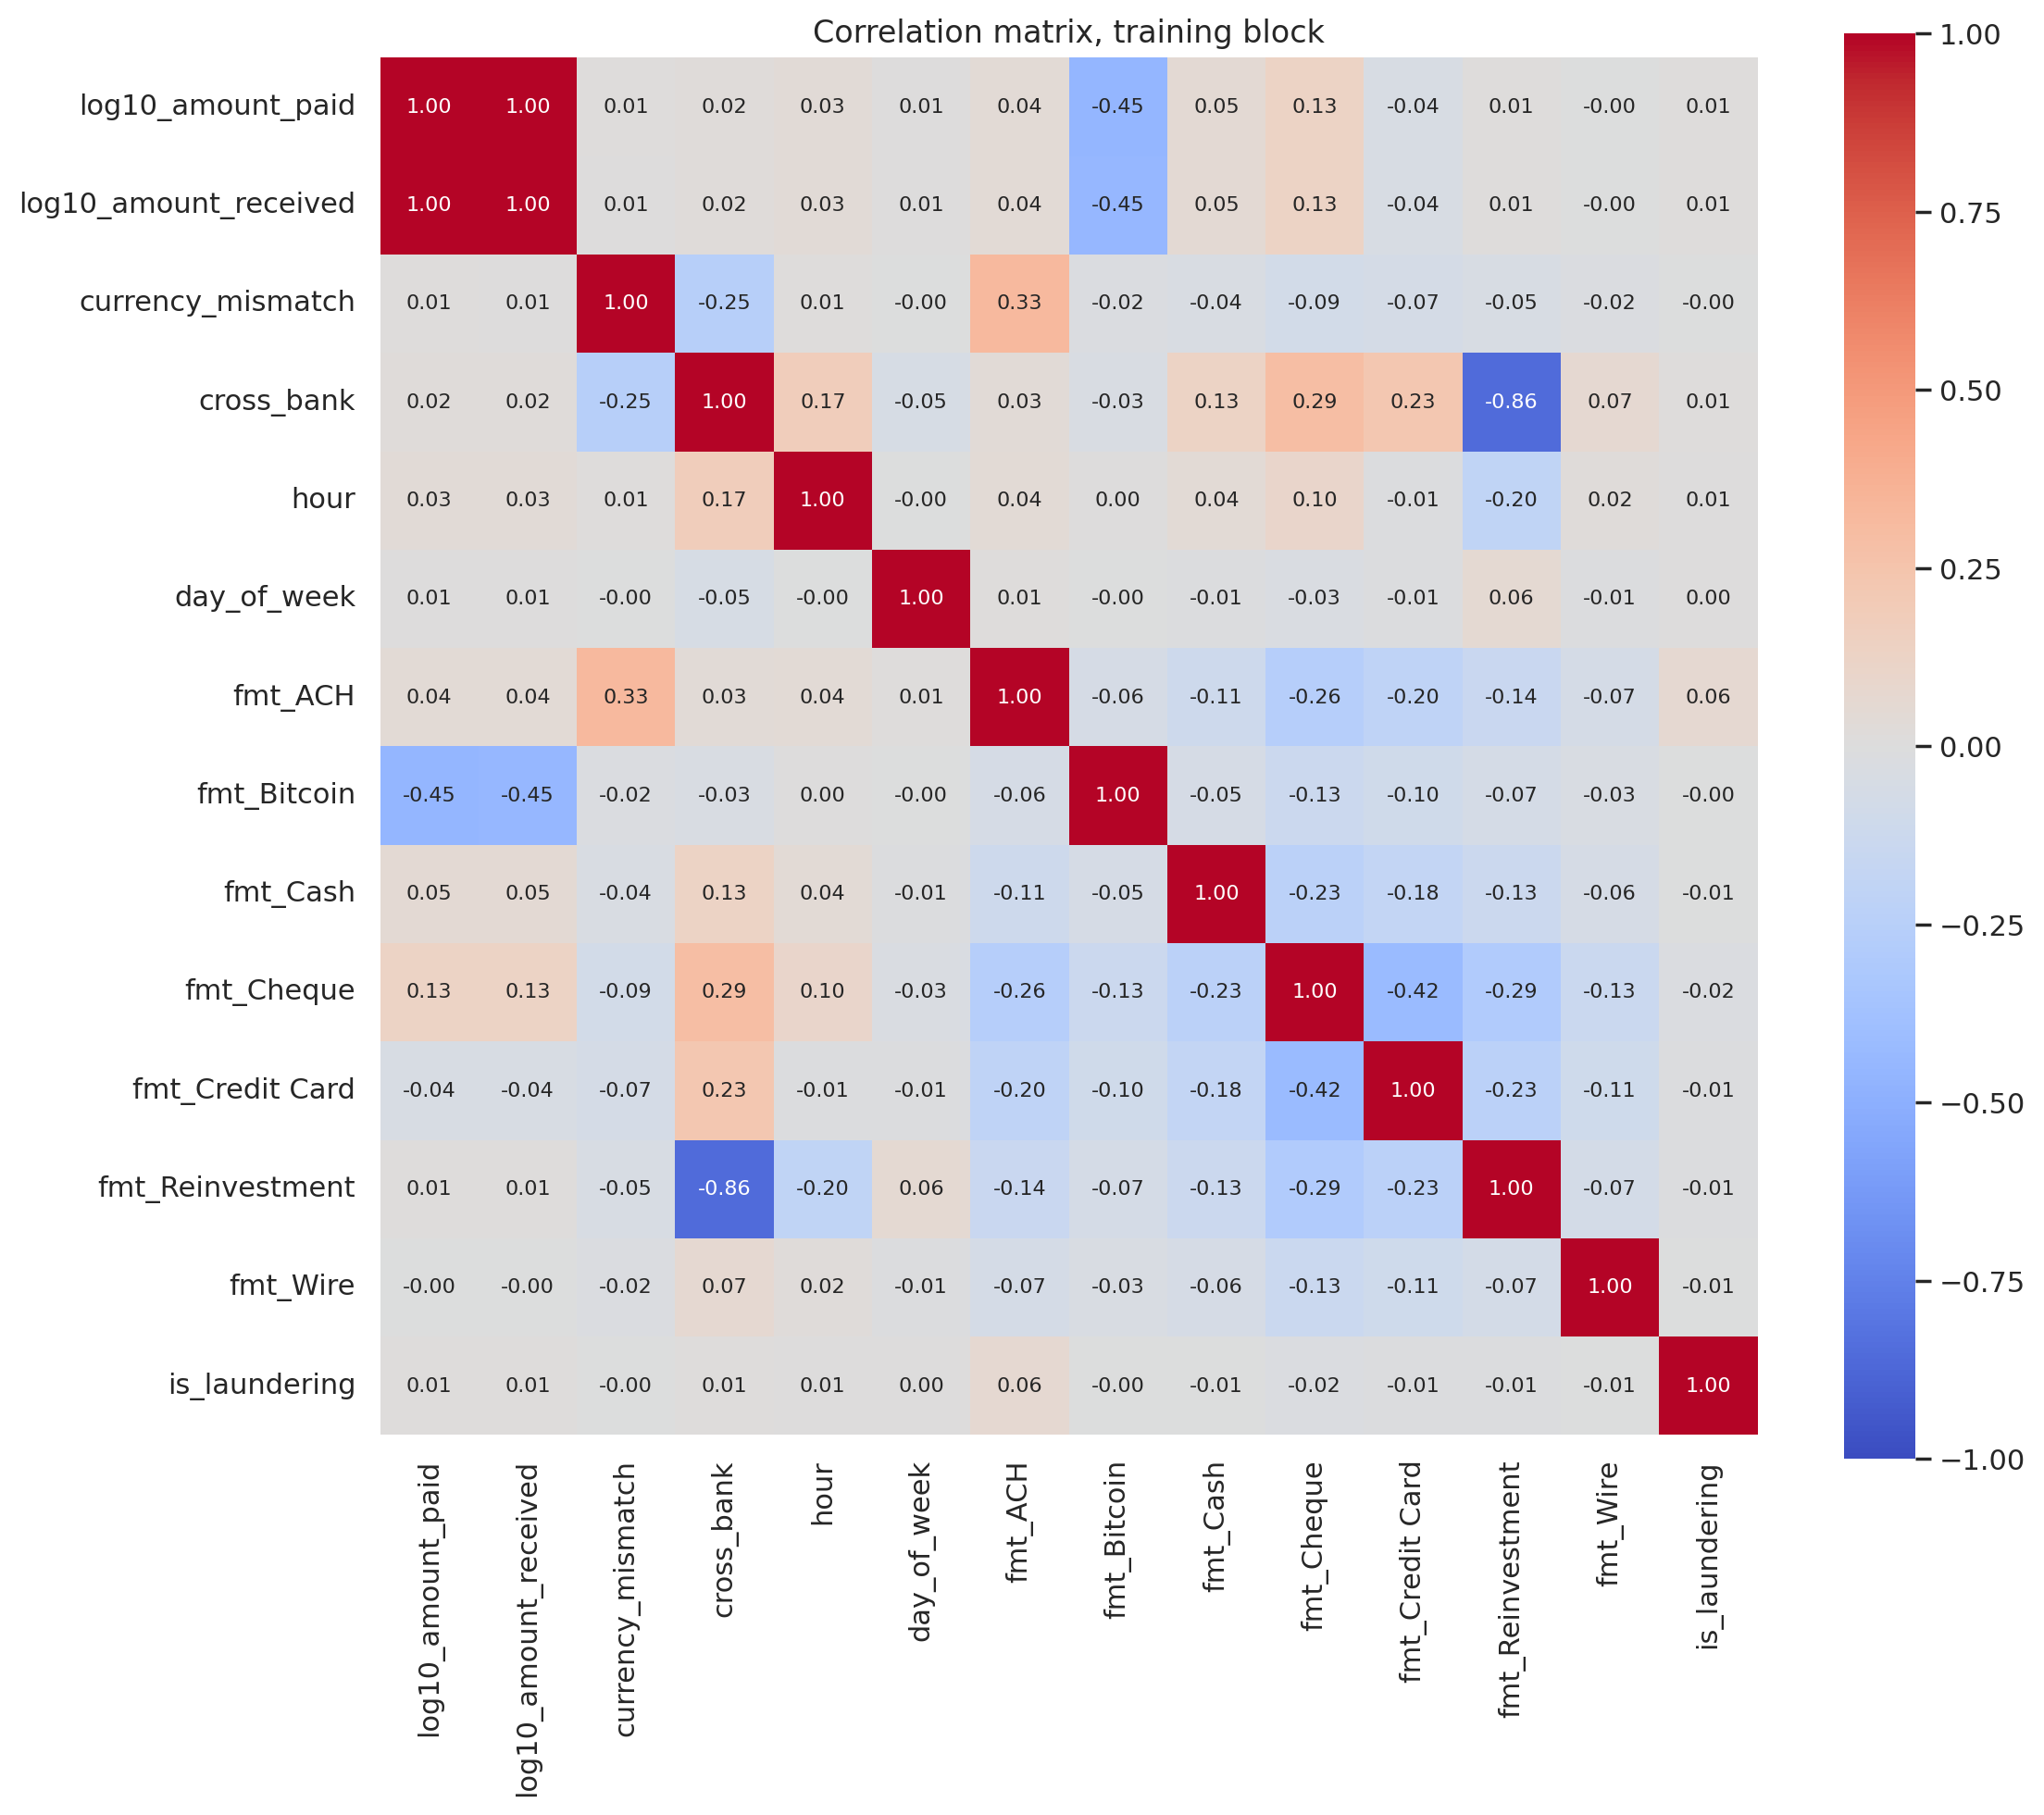 Correlation matrix, training block
log10_amount_paid 1.00 1.00 0.01 0.02 0.03 0.01 0.04 -0.45 0.05 0.13 -0.04 0.01 -0.00 0.01
log10_amount_received 1.00 1.00 0.01 0.02 0.03 0.01 0.04 -0.45 0.05 0.13 -0.04 0.01 -0.00 0.01
currency_mismatch 0.01 0.01 1.00 -0.25 0.01 -0.00 0.33 -0.02 -0.04 -0.09 -0.07 -0.05 -0.02 -0.00
cross_bank 0.02 0.02 -0.25 1.00 0.17 -0.05 0.03 -0.03 0.13 0.29 0.23 -0.86 0.07 0.01
hour 0.03 0.03 0.01 0.17 1.00 -0.00 0.04 0.00 0.04 0.10 -0.01 -0.20 0.02 0.01
day_of_week 0.01 0.01 -0.00 -0.05 -0.00 1.00 0.01 -0.00 -0.01 -0.03 -0.01 0.06 -0.01 0.00
fmt_ACH 0.04 0.04 0.33 0.03 0.04 0.01 1.00 -0.06 -0.11 -0.26 -0.20 -0.14 -0.07 0.06
fmt_Bitcoin -0.45 -0.45 -0.02 -0.03 0.00 -0.00 -0.06 1.00 -0.05 -0.13 -0.10 -0.07 -0.03 -0.00
fmt_Cash 0.05 0.05 -0.04 0.13 0.04 -0.01 -0.11 -0.05 1.00 -0.23 -0.18 -0.13 -0.06 -0.01
fmt_Cheque 0.13 0.13 -0.09 0.29 0.10 -0.03 -0.26 -0.13 -0.23 1.00 -0.42 -0.29 -0.13 -0.02
fmt_Credit Card -0.04 -0.04 -0.07 0.23 -0.01 -0.01 -0.20 -0.10 -0.18 -0.42 1.00 -0.23 -0.11 -0.01
fmt_Reinvestment 0.01 0.01 -0.05 -0.86 -0.20 0.06 -0.14 -0.07 -0.13 -0.29 -0.23 1.00 -0.07 -0.01
fmt_Wire -0.00 -0.00 -0.02 0.07 0.02 -0.01 -0.07 -0.03 -0.06 -0.13 -0.11 -0.07 1.00 -0.01
is_laundering 0.01 0.01 -0.00 0.01 0.01 0.00 0.06 -0.00 -0.01 -0.02 -0.01 -0.01 -0.01 1.00
log10_amount_paid
log10_amount_received
currency_mismatch
cross_bank
hour
day_of_week
fmt_ACH
fmt_Bitcoin
fmt_Cash
fmt_Cheque
fmt_Credit Card
fmt_Reinvestment
fmt_Wire
is_laundering
1.00
0.75
0.50
0.25
0.00
−0.25
−0.50
−0.75
−1.00